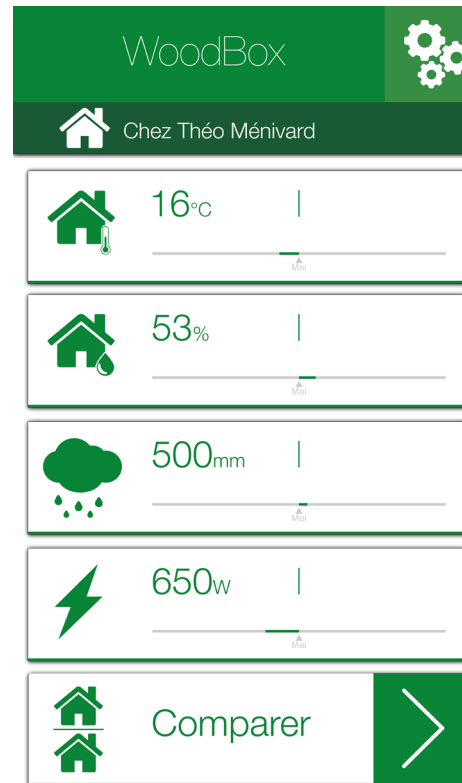 WoodBox
Chez Théo Ménivard
16°C
Moi
53%
Moi
500mm
Moi
650W
Moi
Comparer